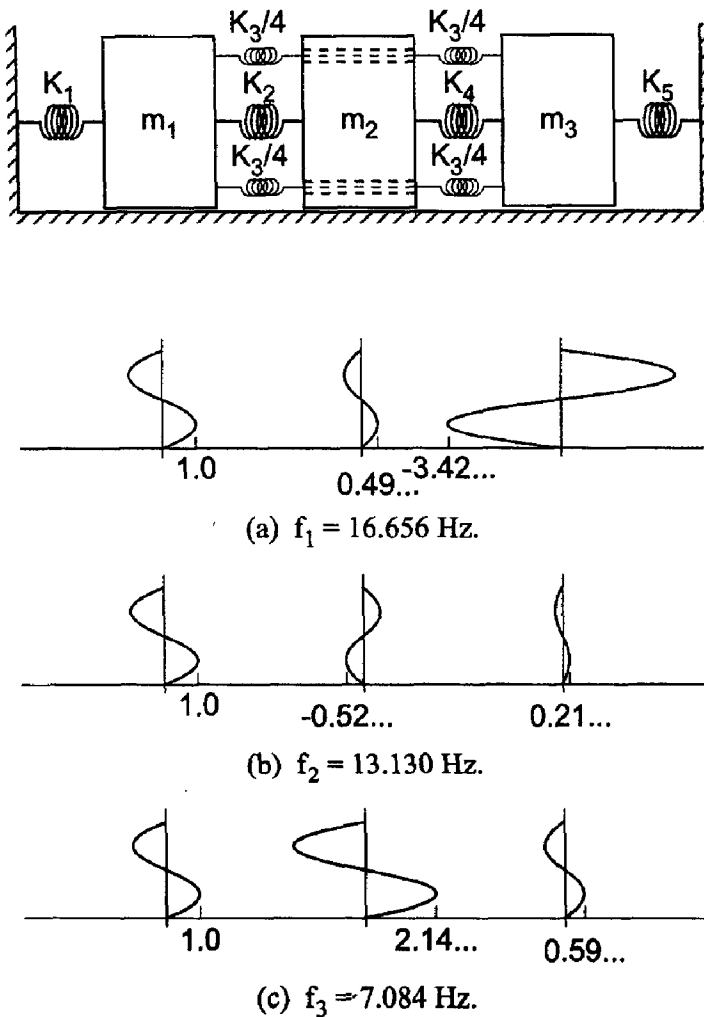 K₃/4 K₃/4
K₁ K₂ K₄ K₅
m₁ m₂ m₃
K₃/4 K₃/4
1.0 0.49... -3.42...
(a) f₁ = 16.656 Hz.
1.0 -0.52... 0.21...
(b) f₂ = 13.130 Hz.
1.0 2.14... 0.59...
(c) f₃ = 7.084 Hz.